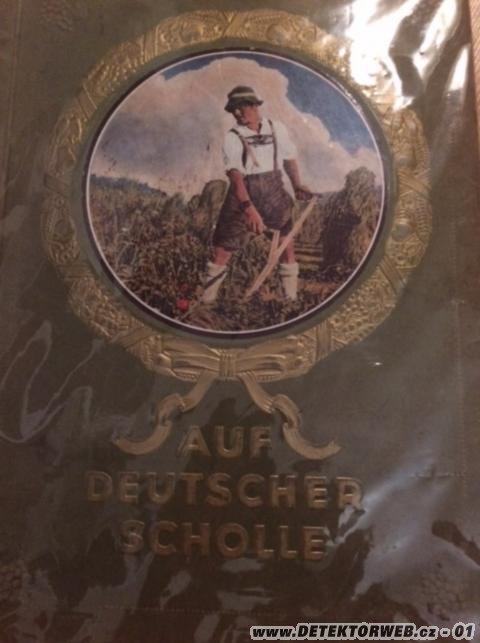 AUF
DEUTSCHER
SCHOLLE
www.DETEKTORWEB.cz - 01